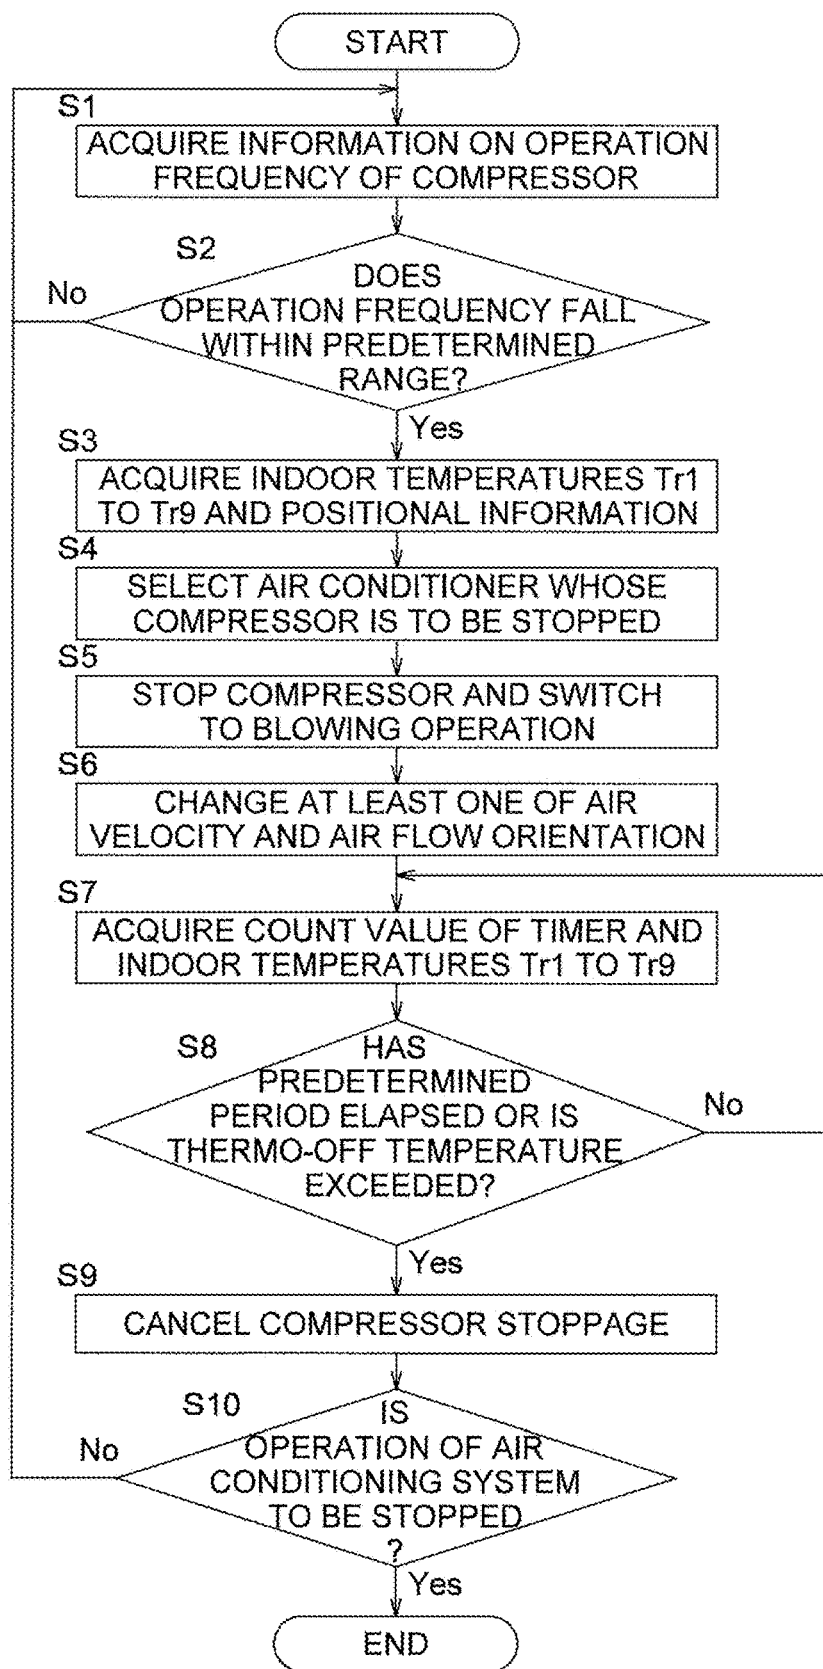 START
S1
ACQUIRE INFORMATION ON OPERATION
FREQUENCY OF COMPRESSOR
S2
DOES
OPERATION FREQUENCY FALL
WITHIN PREDETERMINED
RANGE?
No
Yes
S3
ACQUIRE INDOOR TEMPERATURES Tr1
TO Tr9 AND POSITIONAL INFORMATION
S4
SELECT AIR CONDITIONER WHOSE
COMPRESSOR IS TO BE STOPPED
S5
STOP COMPRESSOR AND SWITCH
TO BLOWING OPERATION
S6
CHANGE AT LEAST ONE OF AIR
VELOCITY AND AIR FLOW ORIENTATION
S7
ACQUIRE COUNT VALUE OF TIMER AND
INDOOR TEMPERATURES Tr1 TO Tr9
S8
HAS
PREDETERMINED
PERIOD ELAPSED OR IS
THERMO-OFF TEMPERATURE
EXCEEDED?
No
Yes
S9
CANCEL COMPRESSOR STOPPAGE
S10
IS
OPERATION OF AIR
CONDITIONING SYSTEM
TO BE STOPPED
?
No
Yes
END